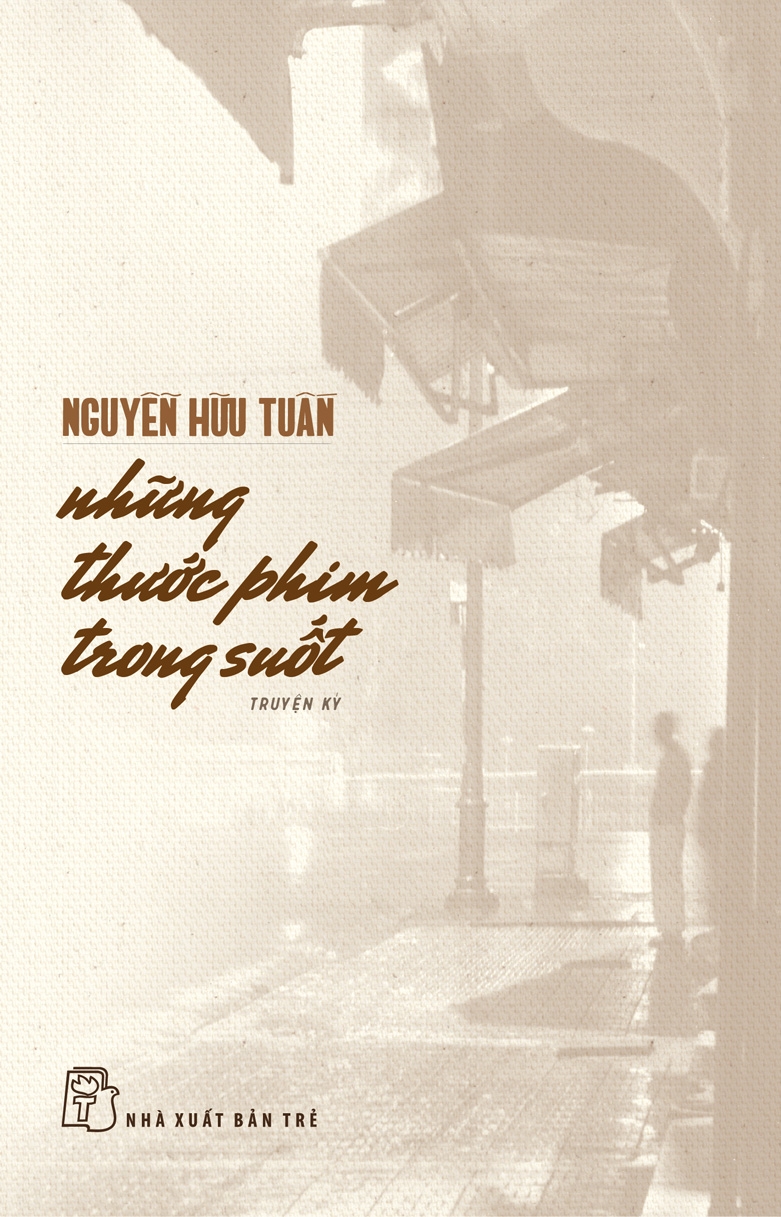 NGUYỄN HỮU TUẤN
những
thước phim
trong suốt
TRUYỆN KÝ
T
NHÀ XUẤT BẢN TRẺ